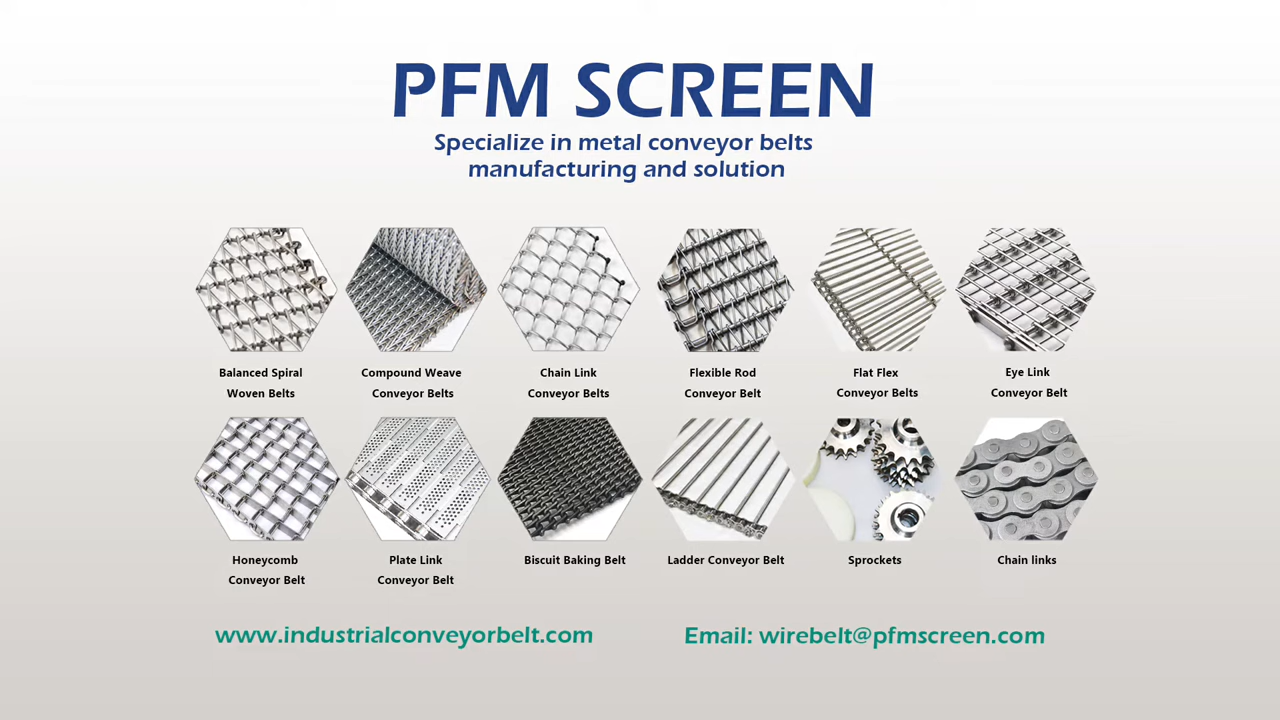 PFM SCREEN
Specialize in metal conveyor belts
manufacturing and solution
Balanced Spiral
Woven Belts
Compound Weave
Conveyor Belts
Chain Link
Conveyor Belts
Flexible Rod
Conveyor Belt
Flat Flex
Conveyor Belts
Eye Link
Conveyor Belt
Honeycomb
Conveyor Belt
Plate Link
Conveyor Belt
Biscuit Baking Belt
Ladder Conveyor Belt
Sprockets
Chain links
www.industrialconveyorbelt.com
Email: wirebelt@pfmscreen.com